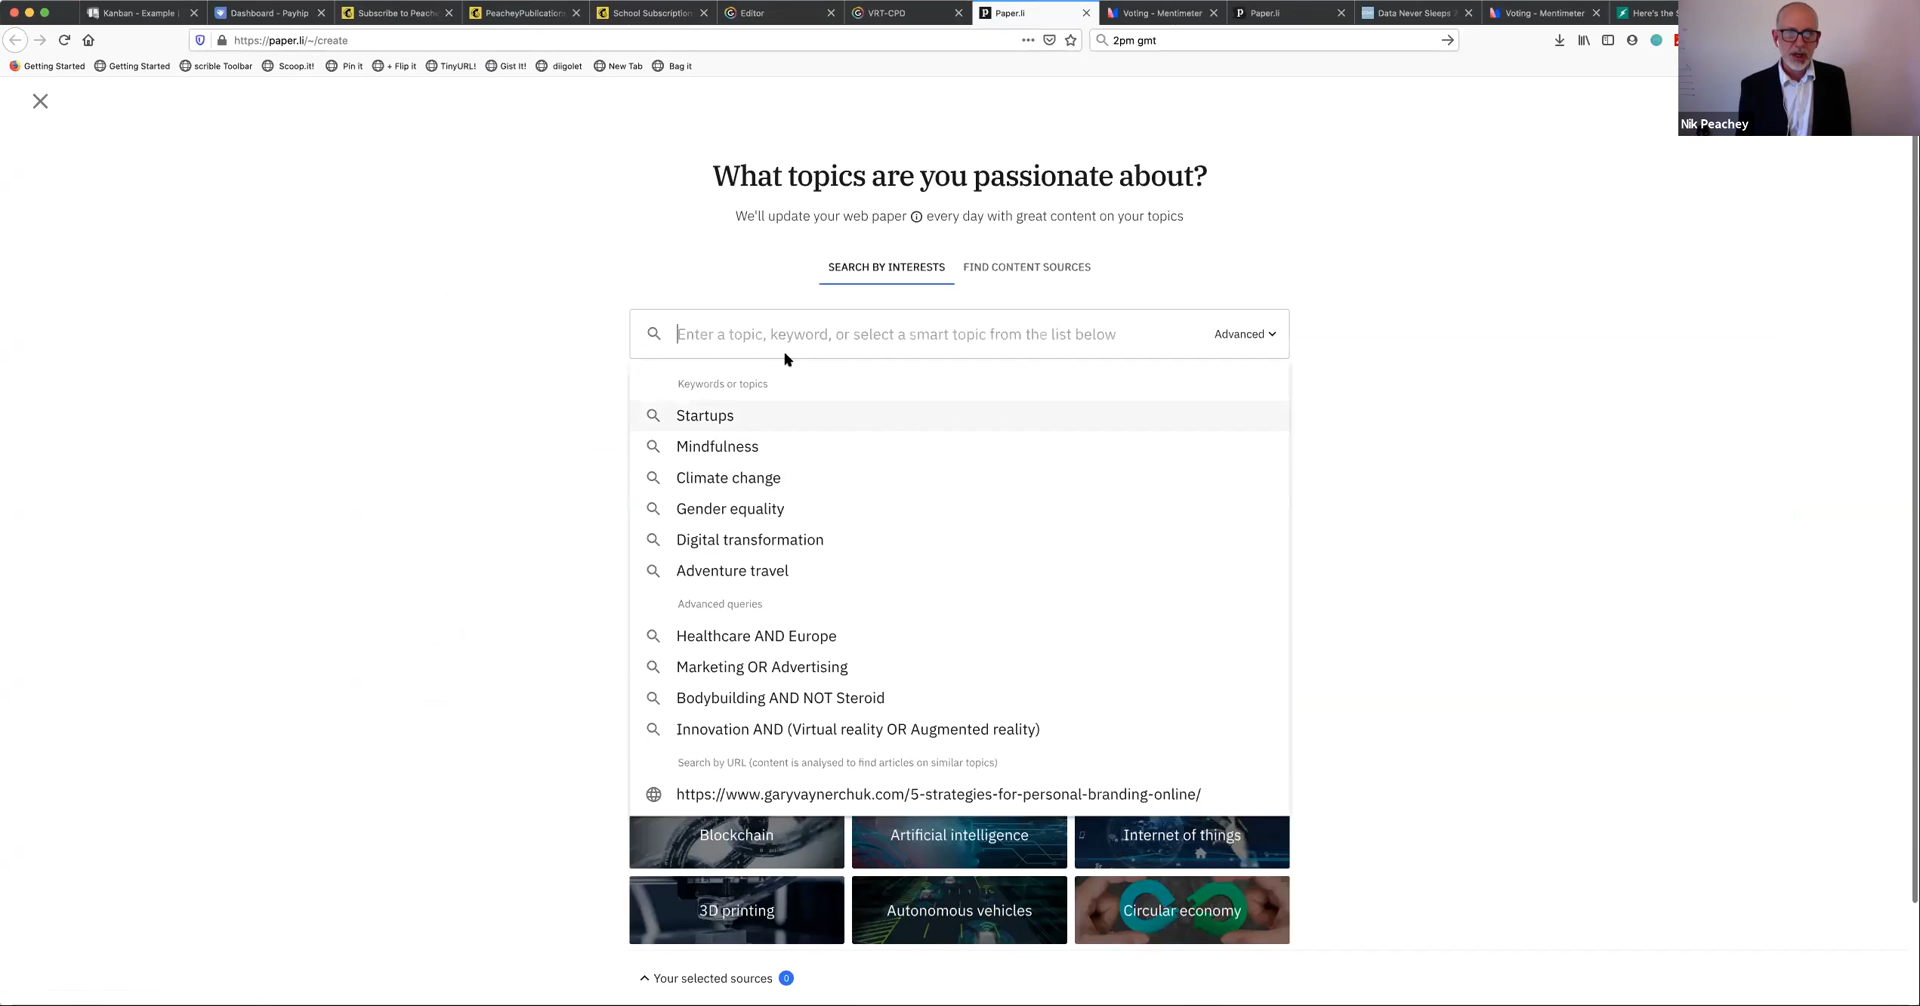 Kanban - Example
Dashboard - Payhip
Subscribe to Peach
PeacheyPublication
School Subscription
Editor
VRT-CPD
Paper.li
Voting - Mentimeter
Paper.li
Data Never Sleeps
Voting - Mentimeter
Here's the
https://paper.li/~/create
2pm gmt
Getting Started
Getting Started
scrible Toolbar
Scoop.it!
Pin it
+ Flip it
TinyURL!
Gist It!
diigolet
New Tab
Bag it
Nik Peachey
What topics are you passionate about?
We'll update your web paper every day with great content on your topics
SEARCH BY INTERESTS
FIND CONTENT SOURCES
Enter a topic, keyword, or select a smart topic from the list below
Advanced
Keywords or topics
Startups
Mindfulness
Climate change
Gender equality
Digital transformation
Adventure travel
Advanced queries
Healthcare AND Europe
Marketing OR Advertising
Bodybuilding AND NOT Steroid
Innovation AND (Virtual reality OR Augmented reality)
Search by URL (content is analysed to find articles on similar topics)
https://www.garyvaynerchuk.com/5-strategies-for-personal-branding-online/
Blockchain
Artificial intelligence
Internet of things
3D printing
Autonomous vehicles
Circular economy
Your selected sources 0